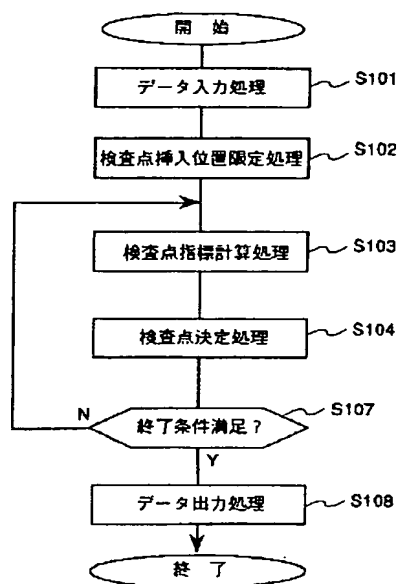 開 始
データ入力処理 S101
検査点挿入位置限定処理 S102
検査点指標計算処理 S103
検査点決定処理 S104
N 終了条件満足? S107
Y
データ出力処理 S108
終 了